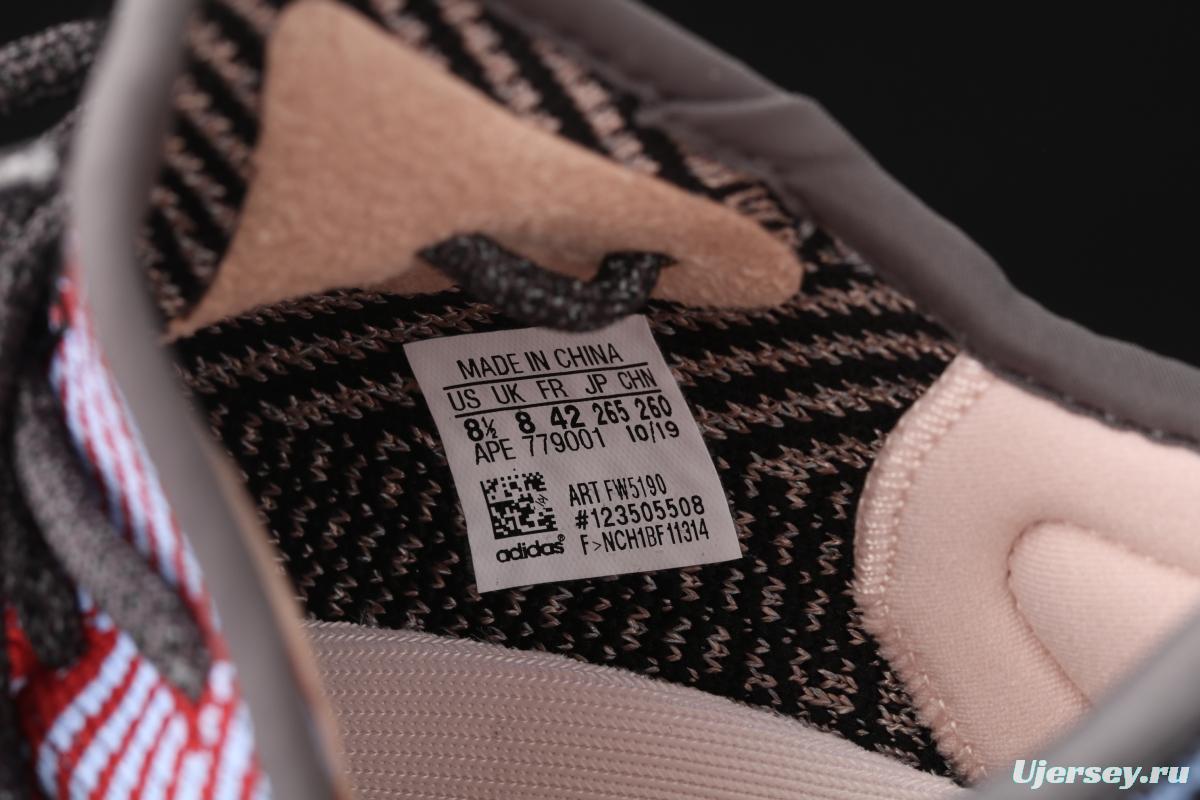 MADE IN CHINA
US UK FR JP CHN
8½ 8 42 265 260
APE 779001 10/19
ART FW5190
#123505508
F>NCH1BF11314
adidas®
Ujersey.ru